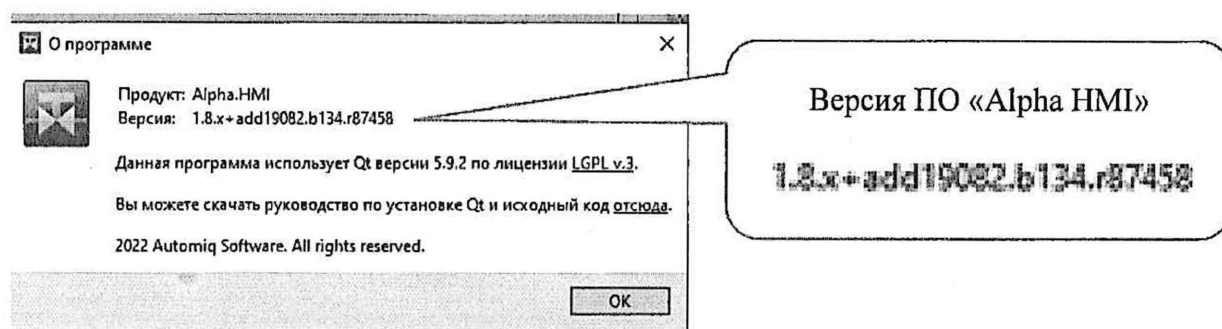 О программе
Продукт: Alpha.HMI
Версия: 1.8.x+add19082.b134.r87458
Данная программа использует Qt версии 5.9.2 по лицензии LGPL v.3.
Вы можете скачать руководство по установке Qt и исходный код отсюда.
2022 Automiq Software. All rights reserved.
OK
Версия ПО «Alpha HMI»
1.8.x+add19082.b134.r87458